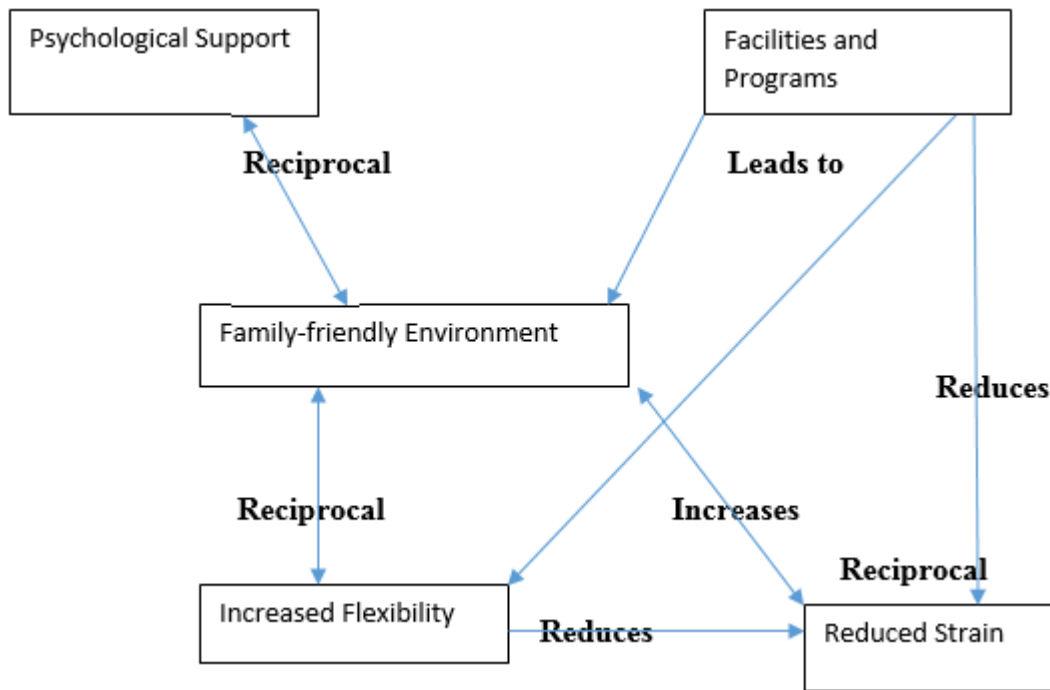 Psychological Support
Facilities and
Programs
Reciprocal
Leads to
Family-friendly Environment
Reduces
Reciprocal
Increases
Reciprocal
Increased Flexibility
Reduces
Reduced Strain